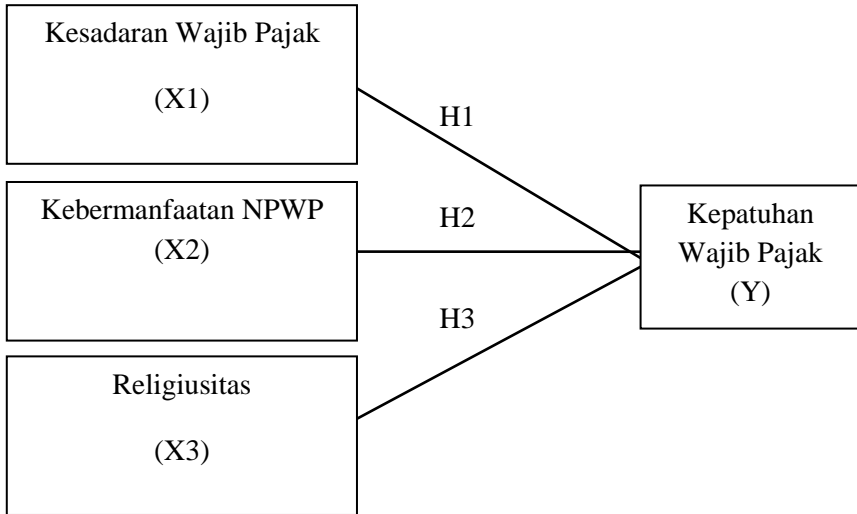 Kesadaran Wajib Pajak
(X1)
H1
Kebermanfaatan NPWP
(X2)
H2
Kepatuhan
Wajib Pajak
(Y)
H3
Religiusitas
(X3)